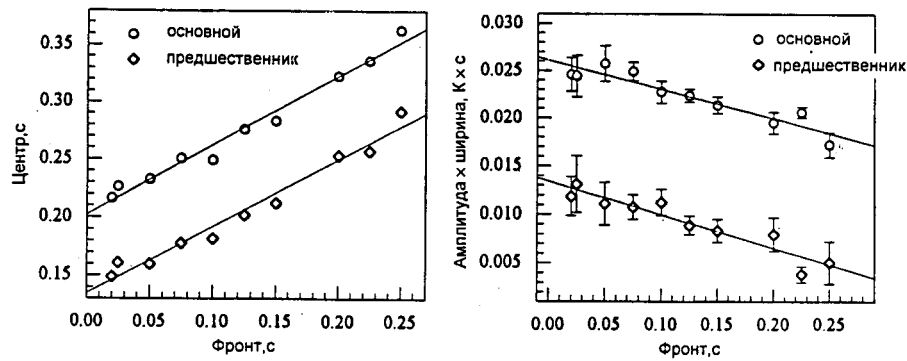 0.35
0.30
0.25
0.20
0.15
Центр,с
основной
предшественник
0.00 0.05 0.10 0.15 0.20 0.25
Фронт,с
0.030
0.025
0.020
0.015
0.010
0.005
Амплитуда × ширина, К × с
основной
предшественник
0.00 0.05 0.10 0.15 0.20 0.25
Фронт,с